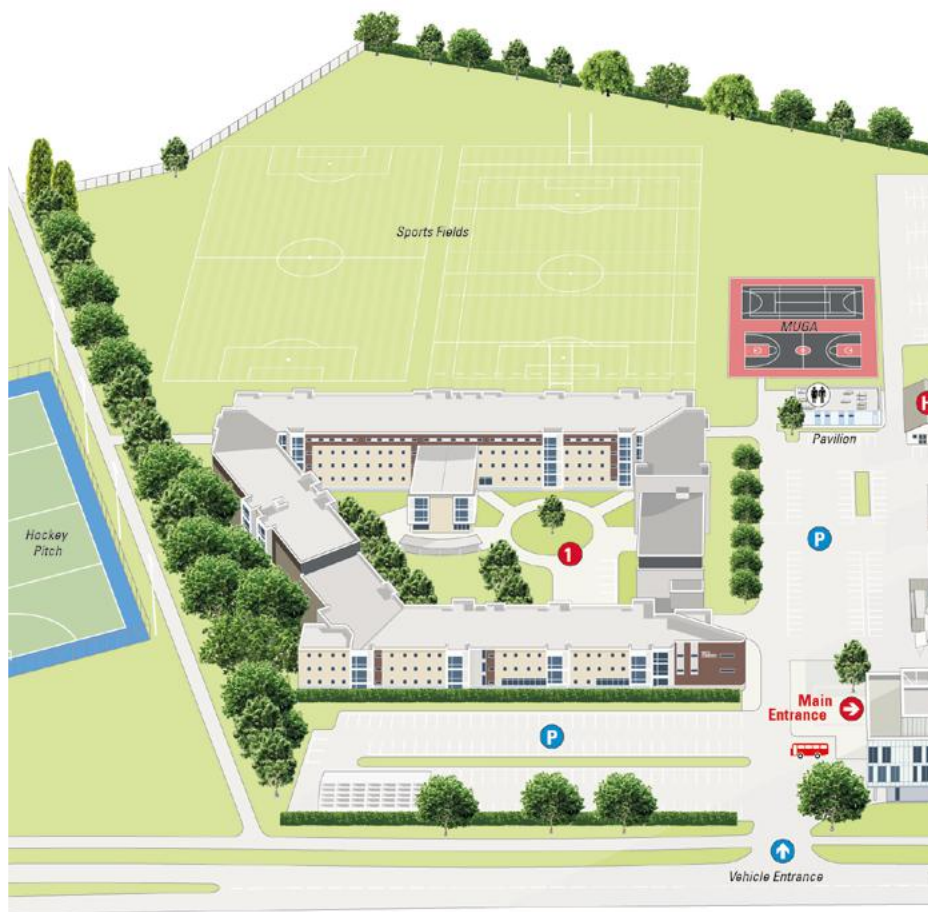 Sports Fields
MUGA
H
Pavilion
Hockey
Pitch
P
1
Main
Entrance
P
Vehicle Entrance